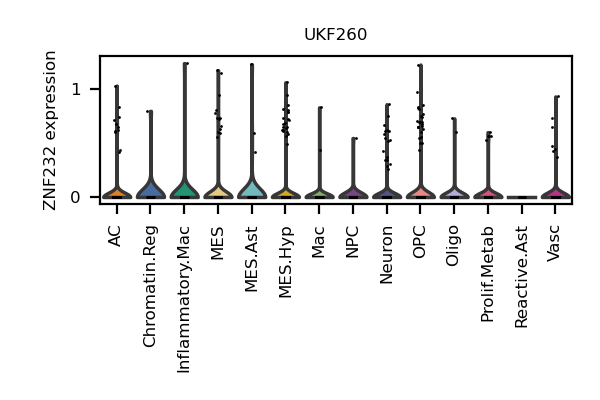 UKF260
ZNF232 expression
1
0
AC
Chromatin.Reg
Inflammatory.Mac
MES
MES.Ast
MES.Hyp
Mac
NPC
Neuron
OPC
Oligo
Prolif.Metab
Reactive.Ast
Vasc